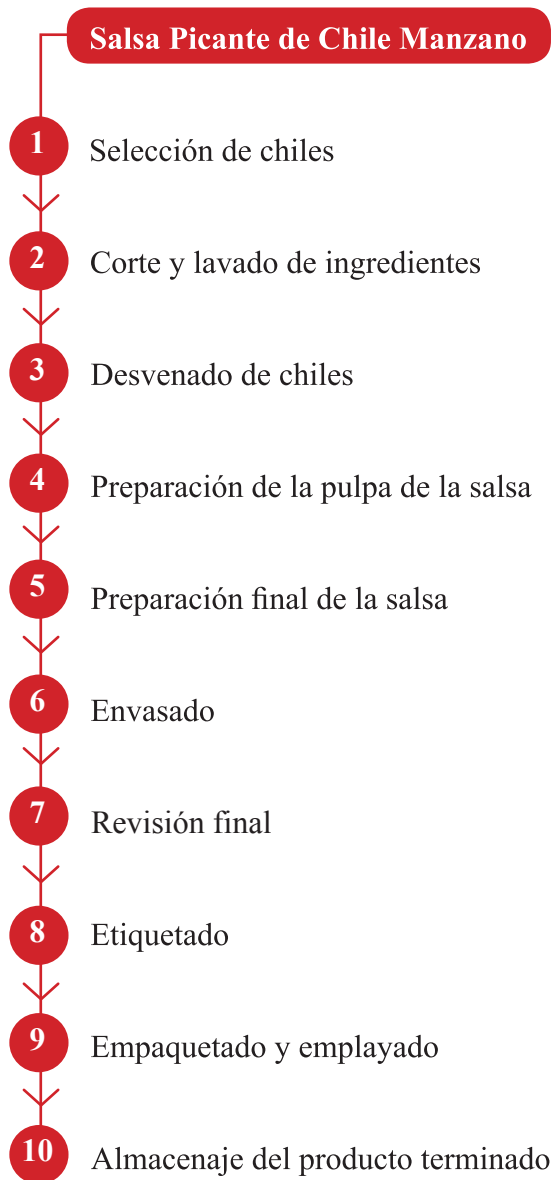 Salsa Picante de Chile Manzano
1 Selección de chiles
2 Corte y lavado de ingredientes
3 Desvenado de chiles
4 Preparación de la pulpa de la salsa
5 Preparación final de la salsa
6 Envasado
7 Revisión final
8 Etiquetado
9 Empaquetado y emplayado
10 Almacenaje del producto terminado